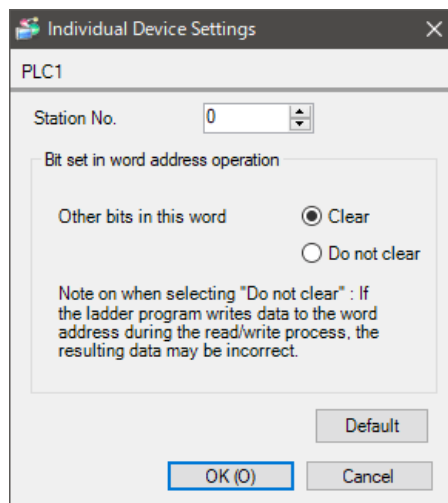 Individual Device Settings
PLC1
Station No. 0
Bit set in word address operation
Other bits in this word Clear
Do not clear
Note on when selecting "Do not clear" : If
the ladder program writes data to the word
address during the read/write process, the
resulting data may be incorrect.
Default
OK (O) Cancel